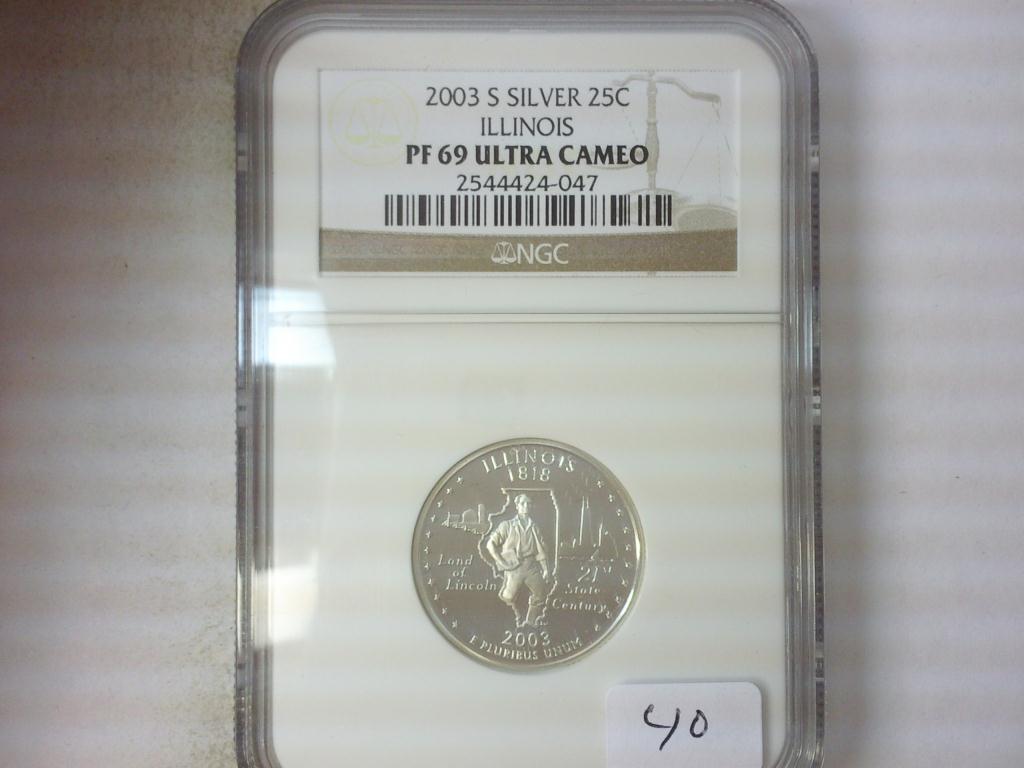 2003 S SILVER 25C
ILLINOIS
PF 69 ULTRA CAMEO
2544424-047
NGC
ILLINOIS
1818
Land
of
Lincoln
21st
State
Century
2003
E PLURIBUS UNUM
40